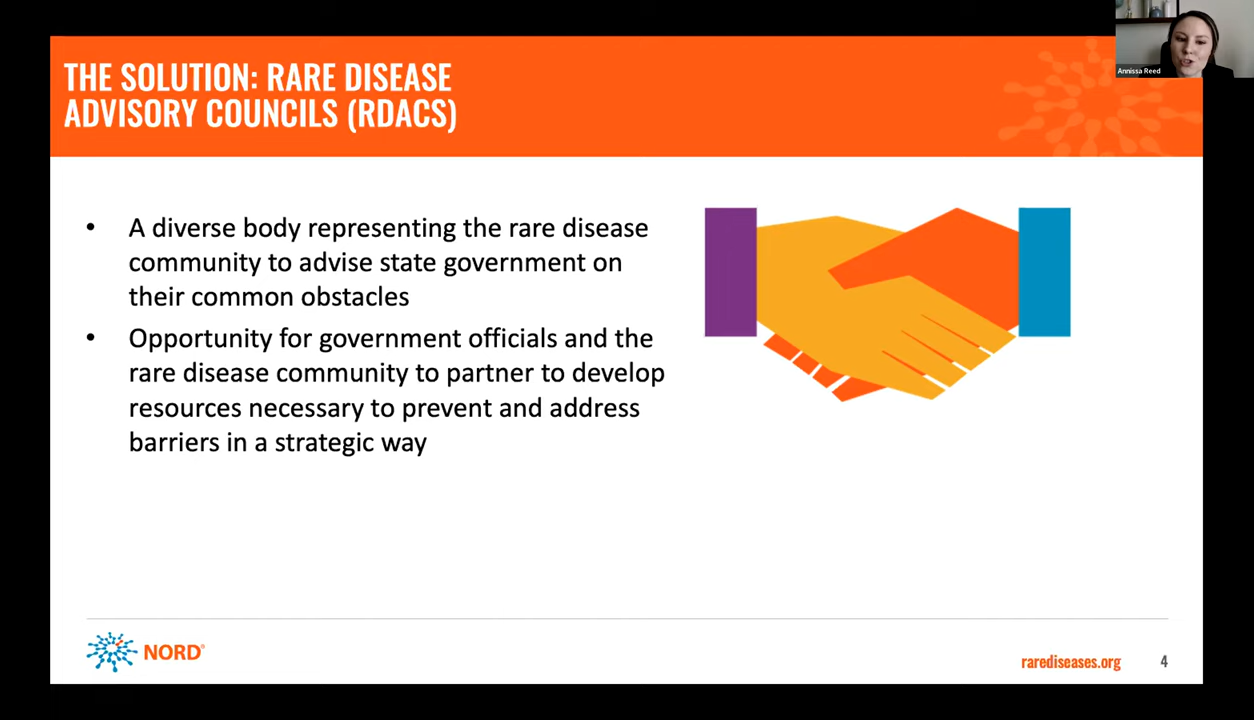 Annissa Reed
THE SOLUTION: RARE DISEASE
ADVISORY COUNCILS (RDACS)
• A diverse body representing the rare disease
community to advise state government on
their common obstacles
• Opportunity for government officials and the
rare disease community to partner to develop
resources necessary to prevent and address
barriers in a strategic way
NORD®
rarediseases.org
4